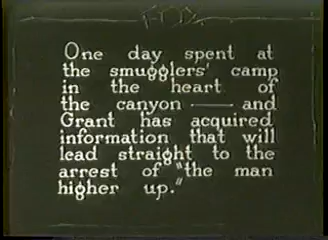 One day spent at
the smugglers' camp
in the heart of
the canyon —— and
Grant has acquired
information that will
lead straight to the
arrest of "the man
higher up."